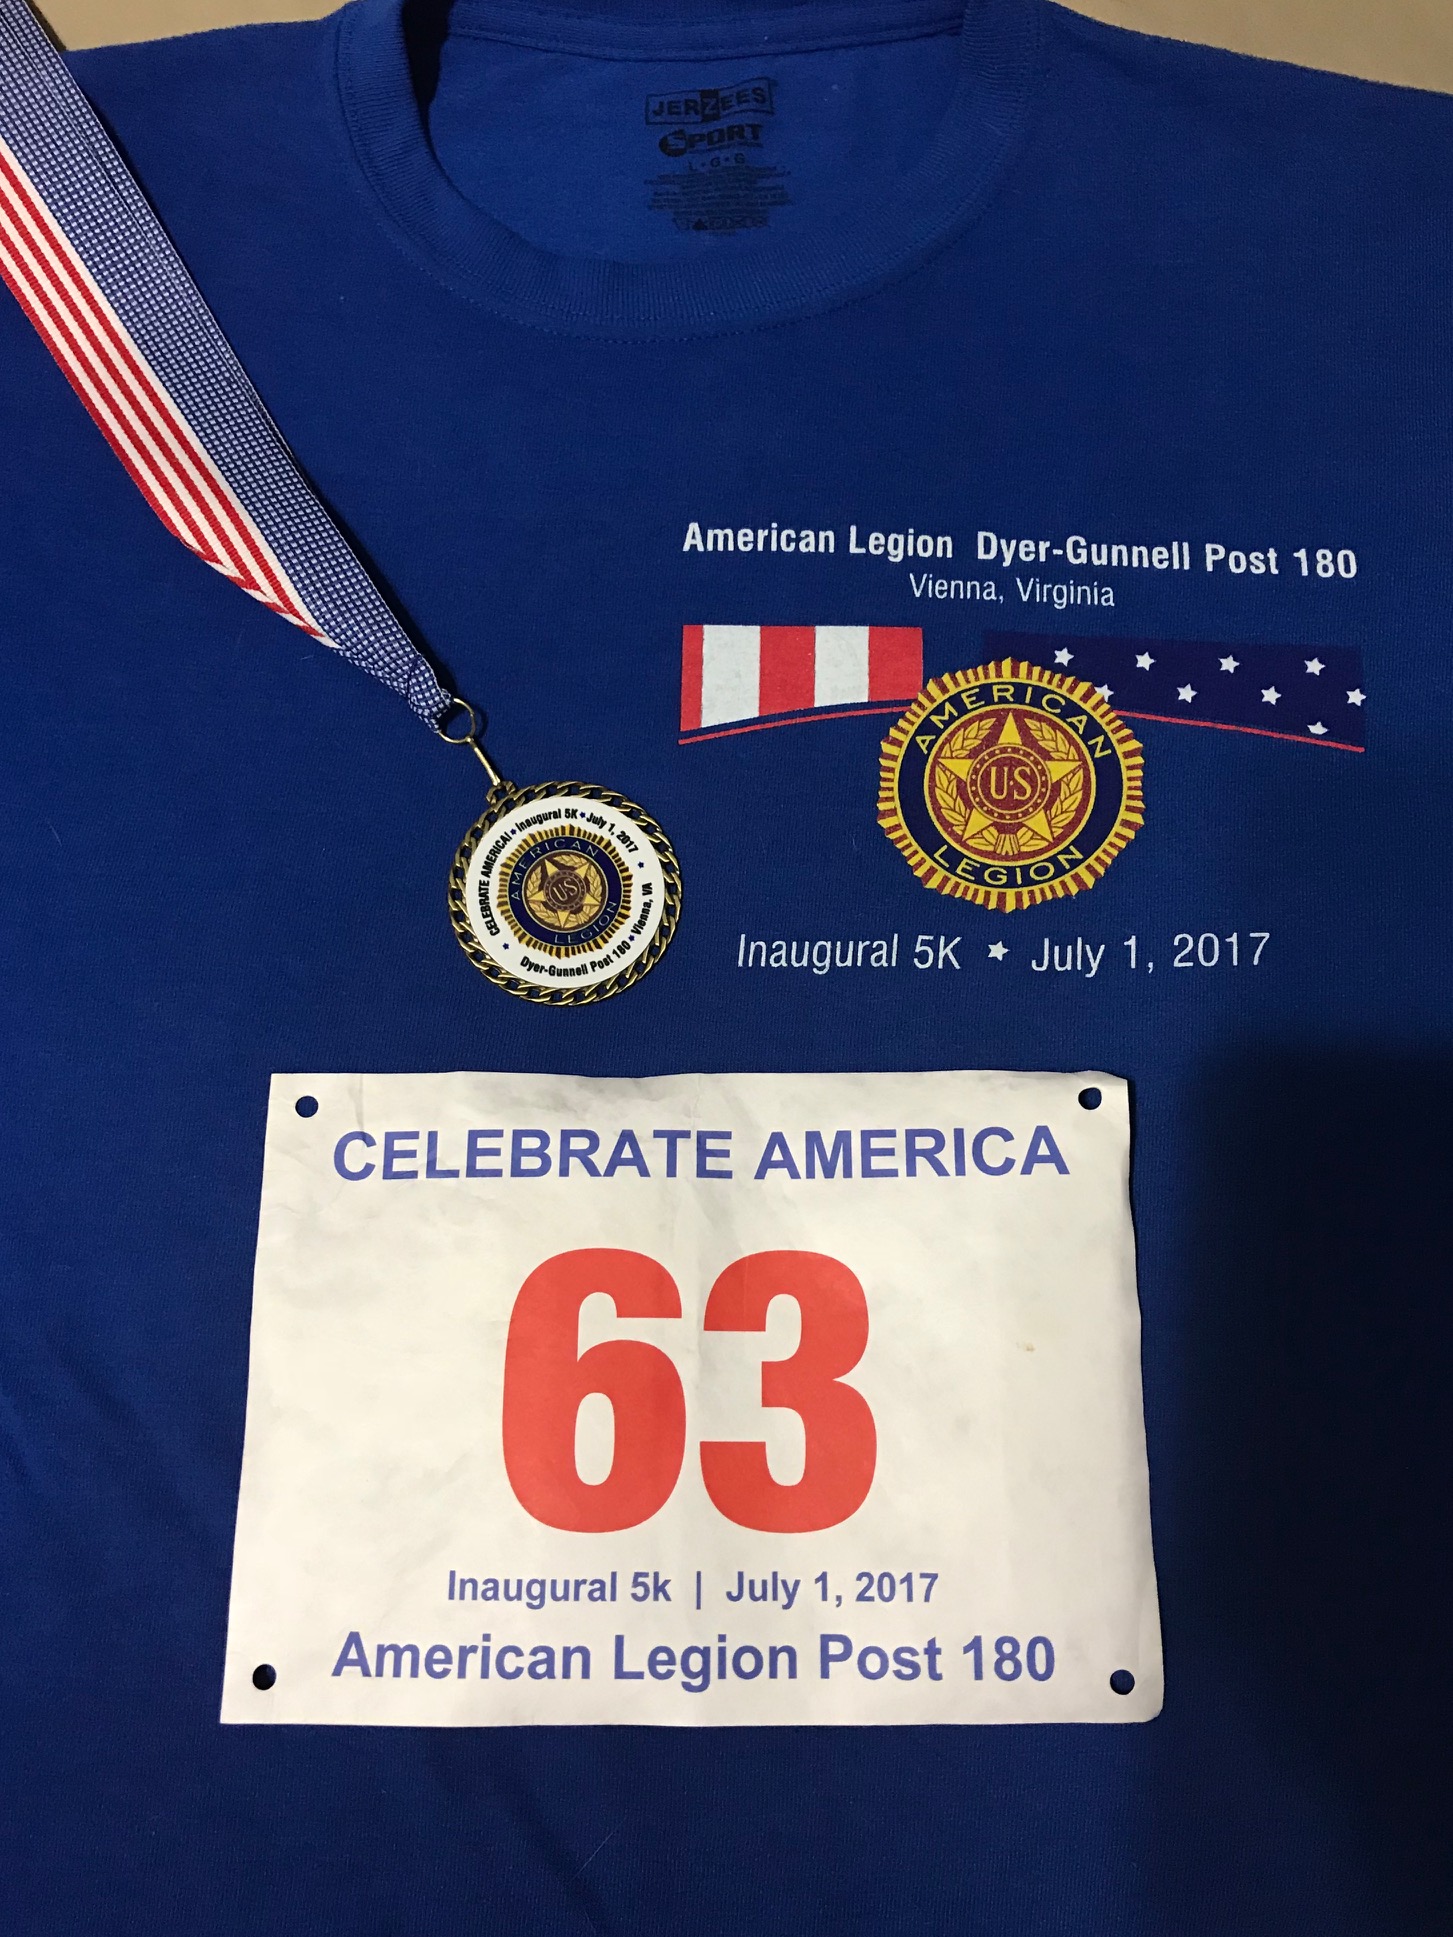 JERZEES
SPORT
L·G·G
American Legion Dyer-Gunnell Post 180
Vienna, Virginia
AMERICAN
U·S
LEGION
Inaugural 5K ★ July 1, 2017
CELEBRATE AMERICA! ★ Inaugural 5K ★ July 1, 2017 ★
AMERICAN
US
LEGION
★ Dyer-Gunnell Post 180 ★ Vienna, VA
CELEBRATE AMERICA
63
Inaugural 5k | July 1, 2017
American Legion Post 180